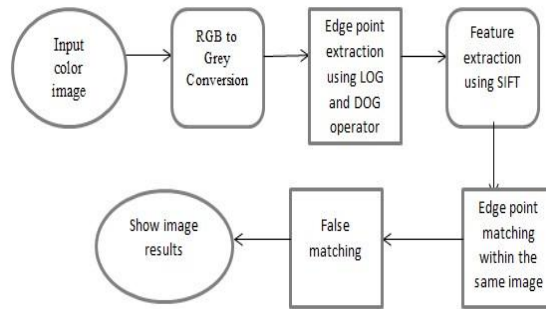 Input
color
image
RGB to
Grey
Conversion
Edge point
extraction
using LOG
and DOG
operator
Feature
extraction
using SIFT
Edge point
matching
within the
same image
False
matching
Show image
results